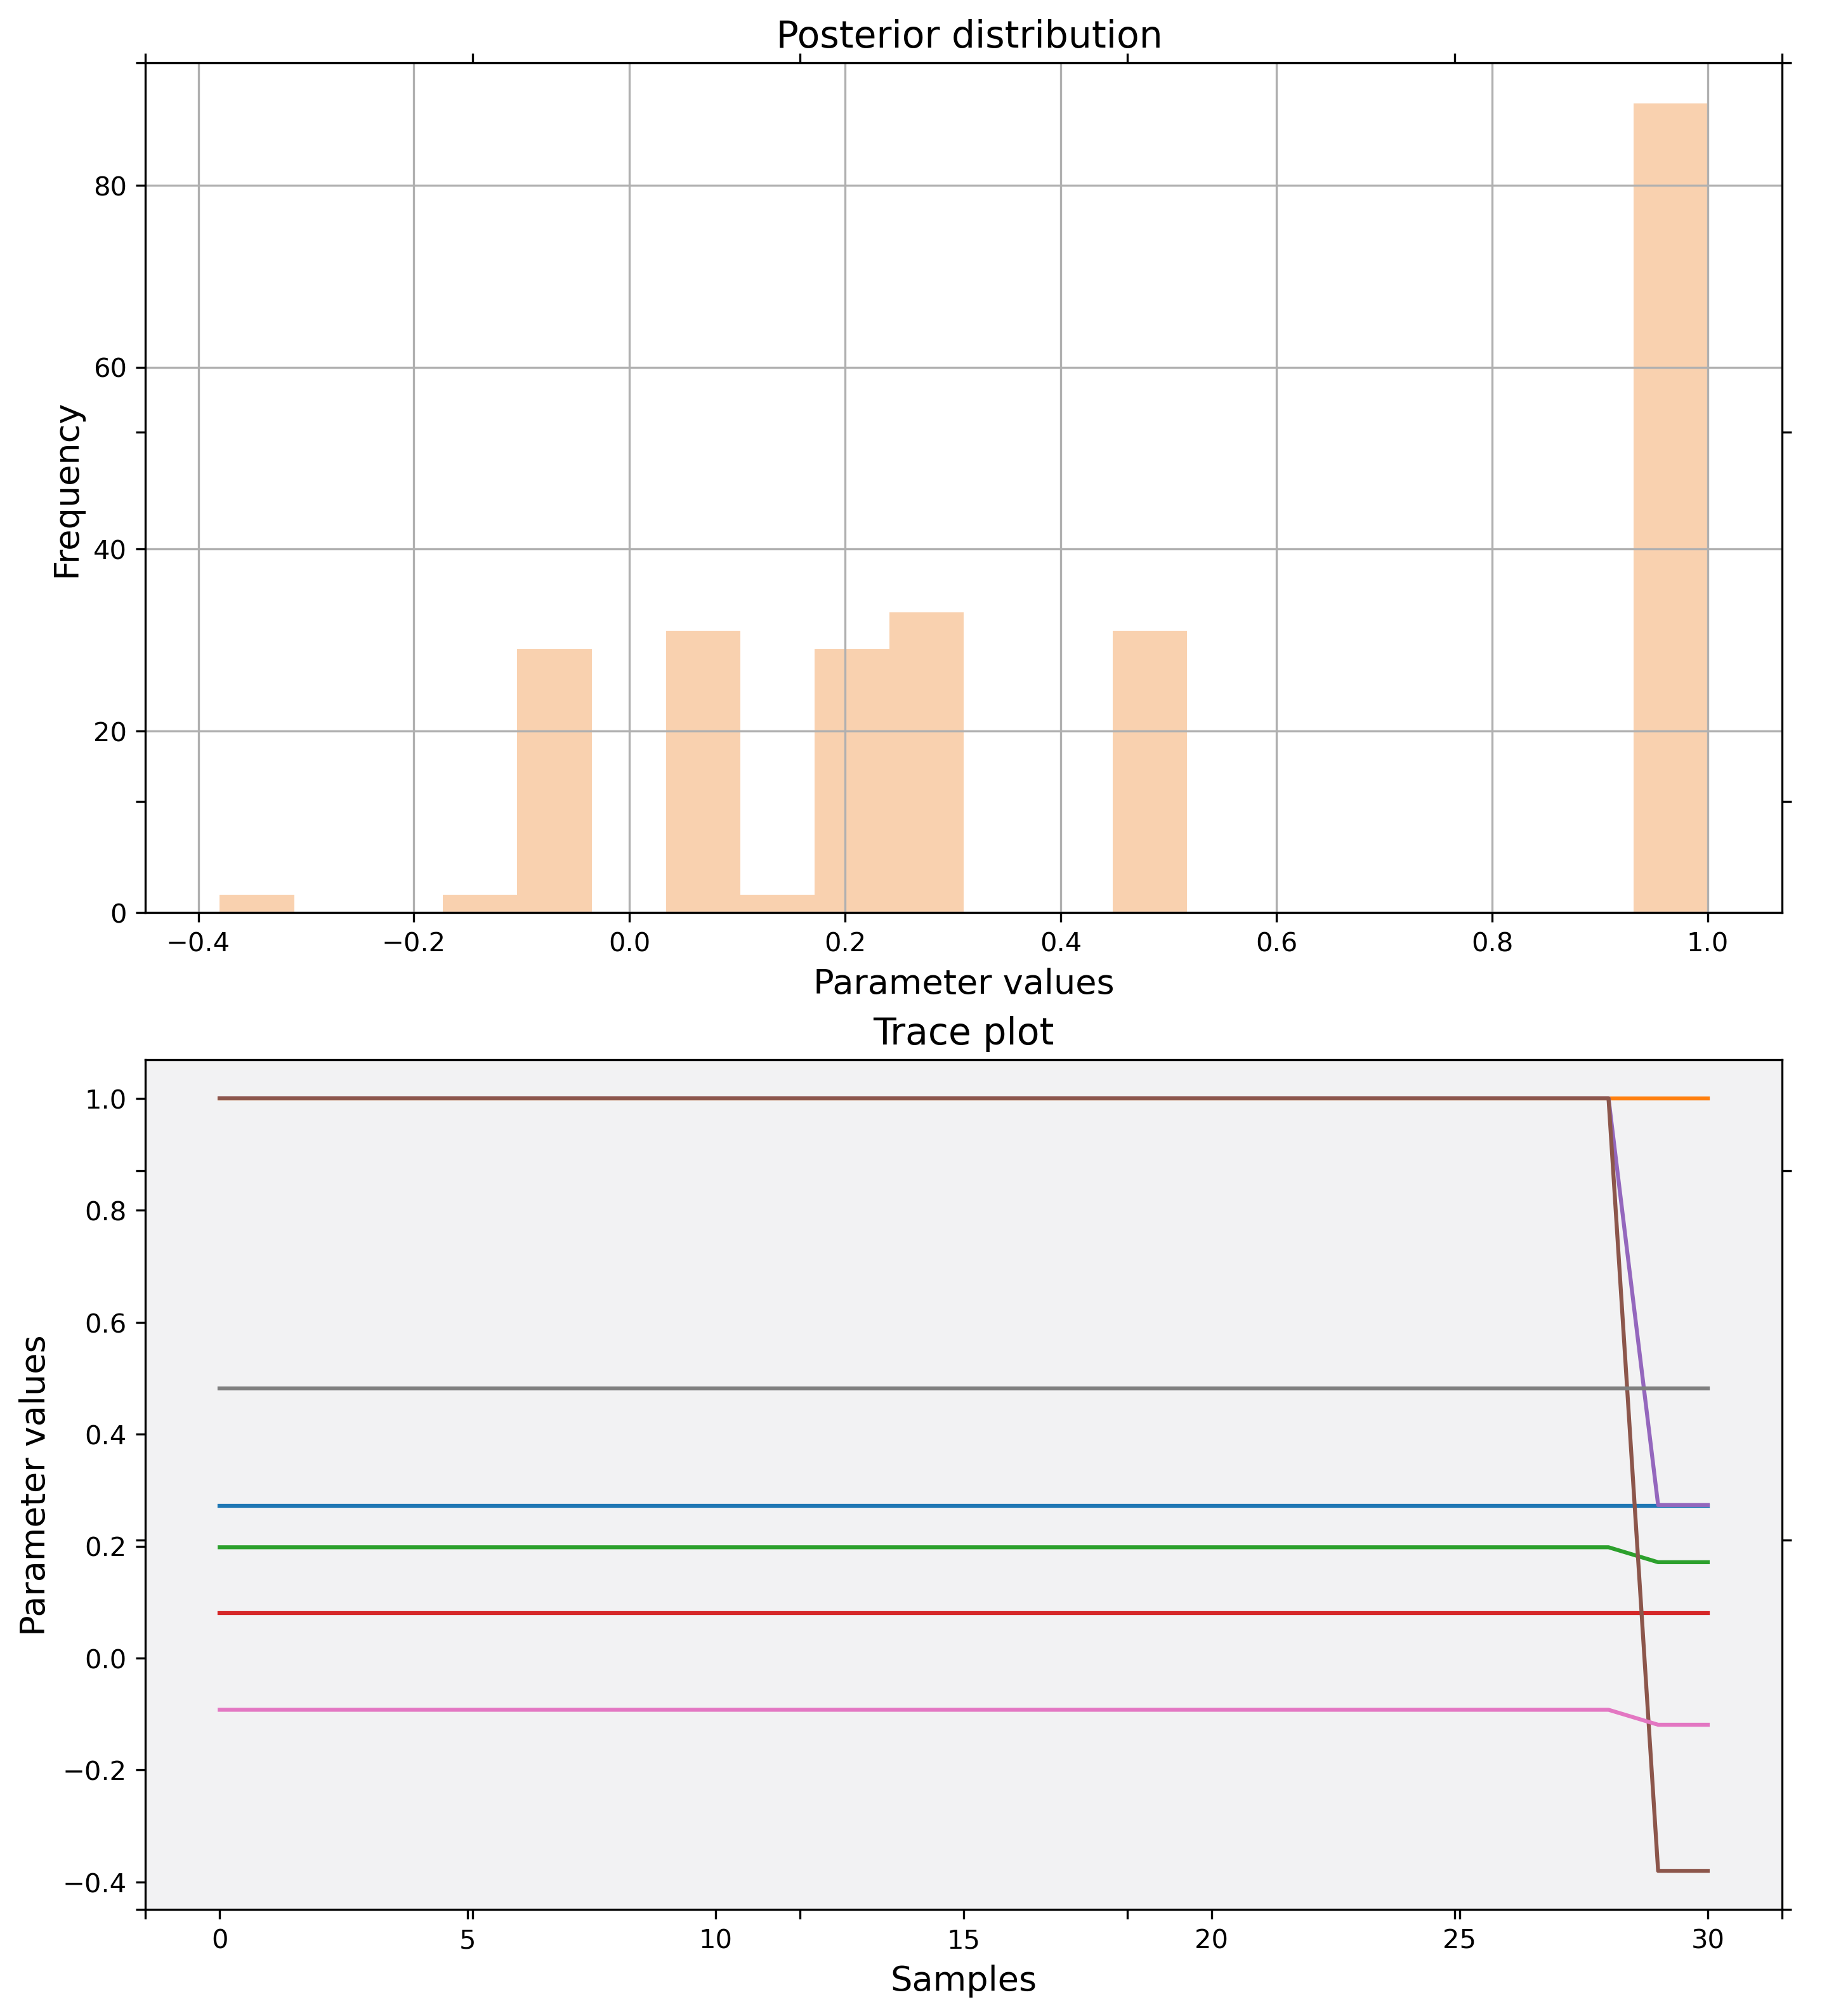 Posterior distribution
80
60
40
20
0
Frequency
−0.4 −0.2 0.0 0.2 0.4 0.6 0.8 1.0
Parameter values
Trace plot
1.0
0.8
0.6
0.4
0.2
0.0
−0.2
−0.4
Parameter values
0 5 10 15 20 25 30
Samples